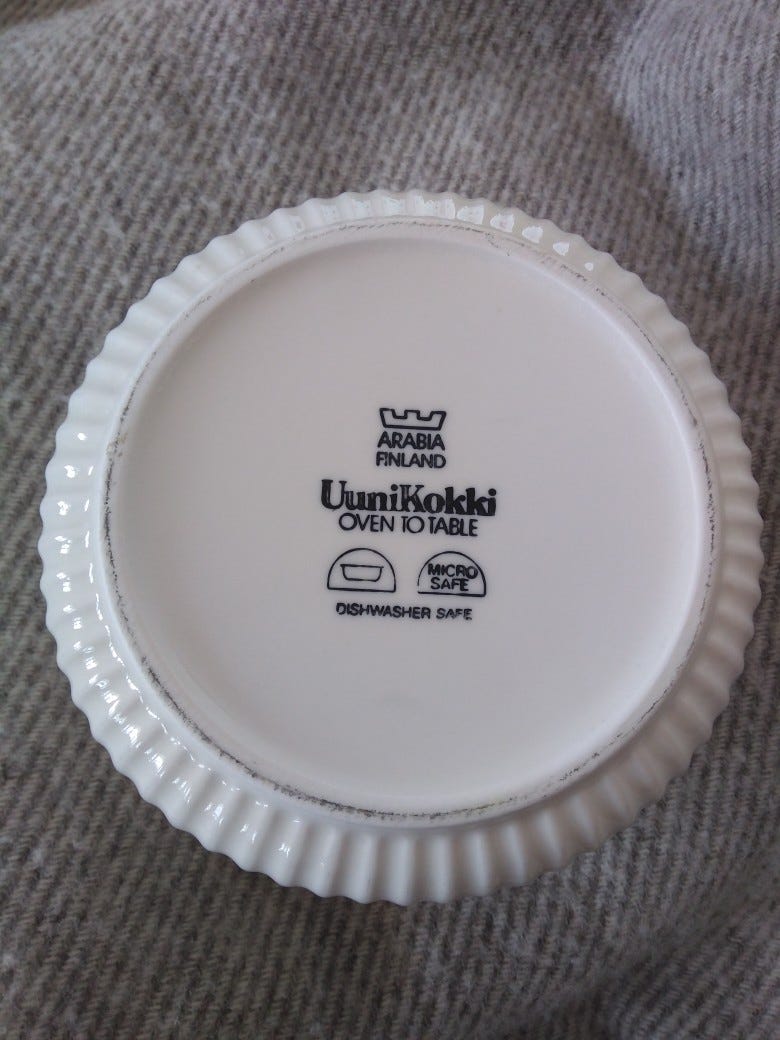 ARABIA
FINLAND
UuniKokki
OVEN TO TABLE
MICRO
SAFE
DISHWASHER SAFE